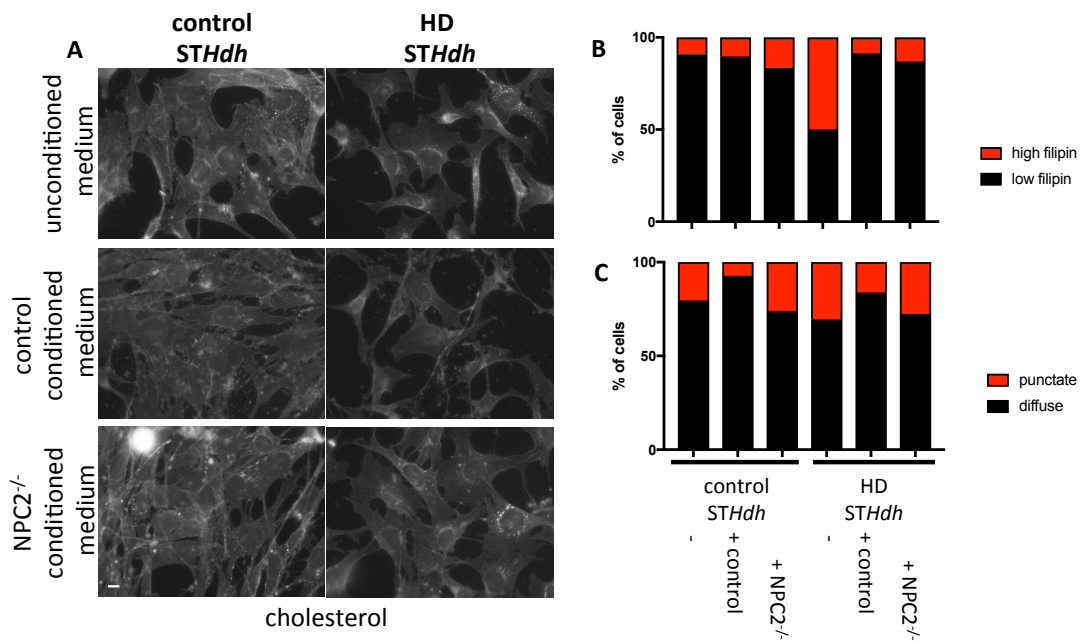 A
control
STHdh
HD
STHdh
unconditioned
medium
control
conditioned
medium
NPC2-/-
conditioned
medium
cholesterol
B
% of cells
100
50
0
high filipin
low filipin
C
% of cells
100
50
0
punctate
diffuse
control
STHdh
HD
STHdh
-
+ control
+ NPC2-/-
-
+ control
+ NPC2-/-